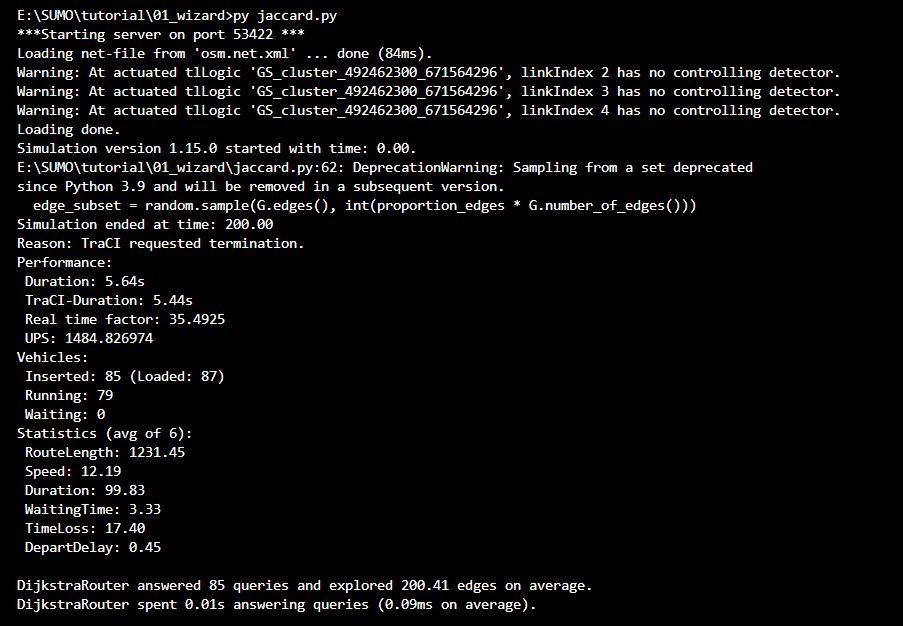 E:\SUMO\tutorial\01_wizard>py jaccard.py
***Starting server on port 53422 ***
Loading net-file from 'osm.net.xml' ... done (84ms).
Warning: At actuated tlLogic 'GS_cluster_492462300_671564296', linkIndex 2 has no controlling detector.
Warning: At actuated tlLogic 'GS_cluster_492462300_671564296', linkIndex 3 has no controlling detector.
Warning: At actuated tlLogic 'GS_cluster_492462300_671564296', linkIndex 4 has no controlling detector.
Loading done.
Simulation version 1.15.0 started with time: 0.00.
E:\SUMO\tutorial\01_wizard\jaccard.py:62: DeprecationWarning: Sampling from a set deprecated
since Python 3.9 and will be removed in a subsequent version.
  edge_subset = random.sample(G.edges(), int(proportion_edges * G.number_of_edges()))
Simulation ended at time: 200.00
Reason: TraCI requested termination.
Performance:
 Duration: 5.64s
 TraCI-Duration: 5.44s
 Real time factor: 35.4925
 UPS: 1484.826974
Vehicles:
 Inserted: 85 (Loaded: 87)
 Running: 79
 Waiting: 0
Statistics (avg of 6):
 RouteLength: 1231.45
 Speed: 12.19
 Duration: 99.83
 WaitingTime: 3.33
 TimeLoss: 17.40
 DepartDelay: 0.45

DijkstraRouter answered 85 queries and explored 200.41 edges on average.
DijkstraRouter spent 0.01s answering queries (0.09ms on average).